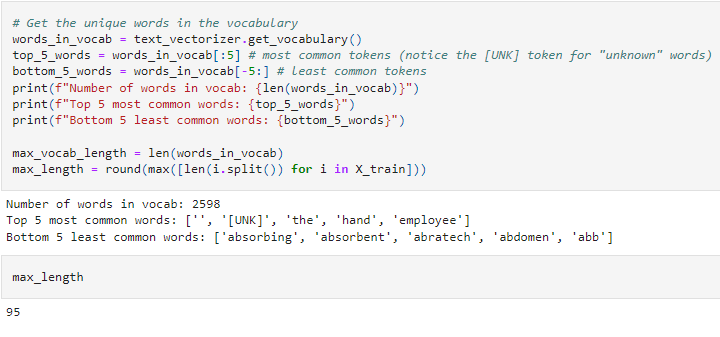 # Get the unique words in the vocabulary
words_in_vocab = text_vectorizer.get_vocabulary()
top_5_words = words_in_vocab[:5] # most common tokens (notice the [UNK] token for "unknown" words)
bottom_5_words = words_in_vocab[-5:] # least common tokens
print(f"Number of words in vocab: {len(words_in_vocab)}")
print(f"Top 5 most common words: {top_5_words}")
print(f"Bottom 5 least common words: {bottom_5_words}")
max_vocab_length = len(words_in_vocab)
max_length = round(max([len(i.split()) for i in X_train]))
Number of words in vocab: 2598
Top 5 most common words: ['', '[UNK]', 'the', 'hand', 'employee']
Bottom 5 least common words: ['absorbing', 'absorbent', 'abratech', 'abdomen', 'abb']
max_length
95